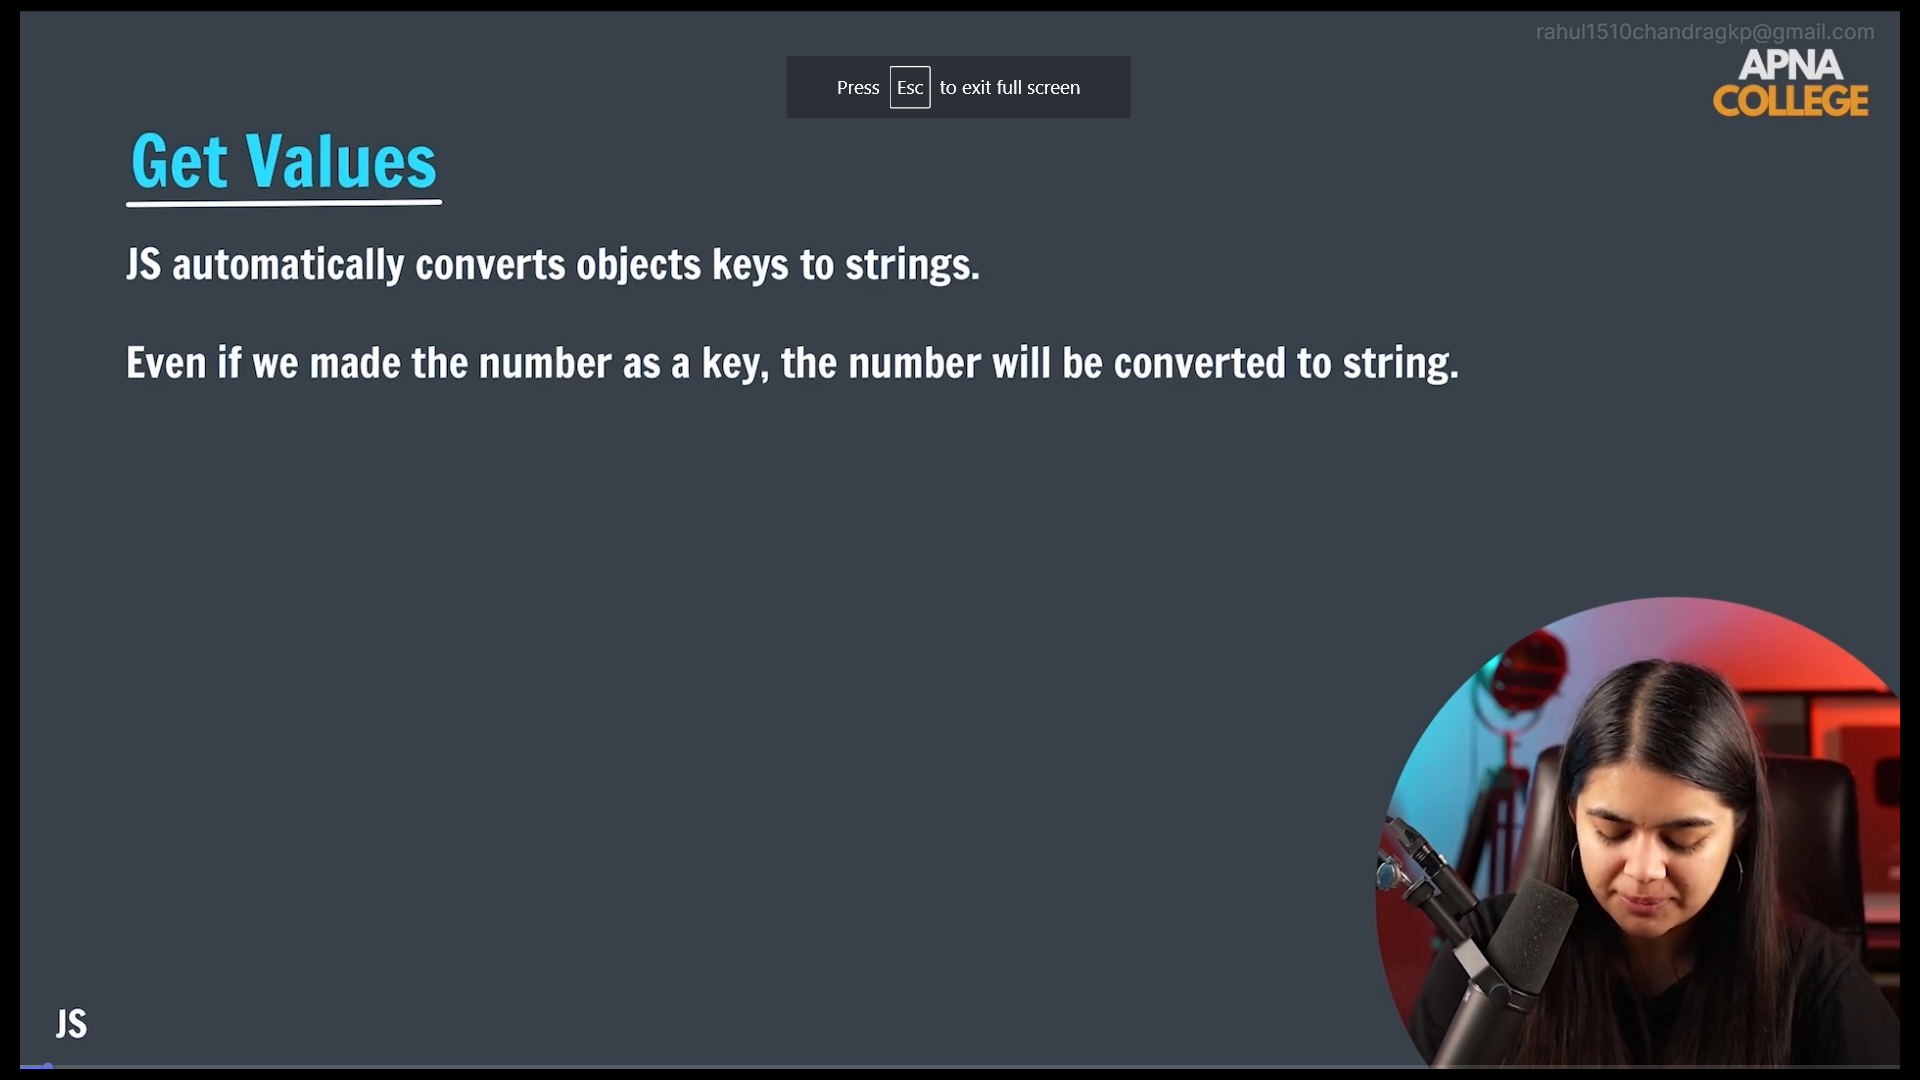 rahul1510chandragkp@gmail.com
APNA
COLLEGE
Press Esc to exit full screen
Get Values
JS automatically converts objects keys to strings.
Even if we made the number as a key, the number will be converted to string.
JS